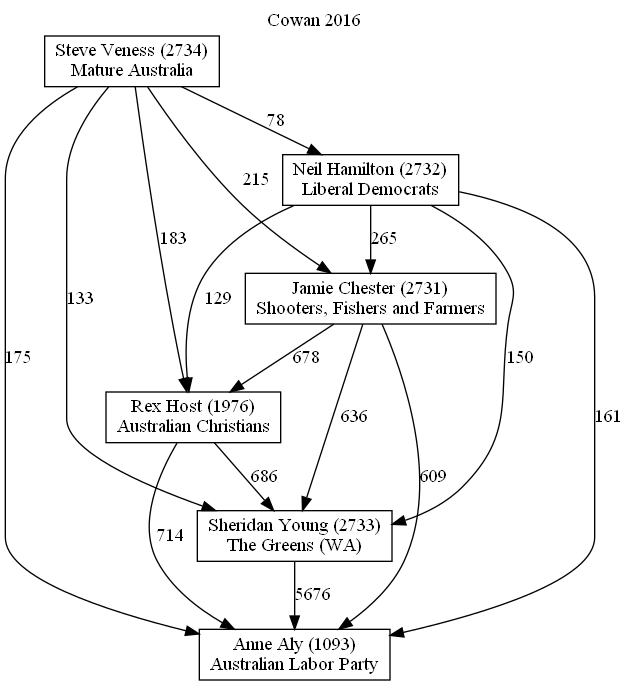 Cowan 2016
Steve Veness (2734)
Mature Australia
78
Neil Hamilton (2732)
Liberal Democrats
215
183
265
129
Jamie Chester (2731)
Shooters, Fishers and Farmers
133
175
678
150
Rex Host (1976)
Australian Christians
636
161
686
609
Sheridan Young (2733)
The Greens (WA)
714
5676
Anne Aly (1093)
Australian Labor Party